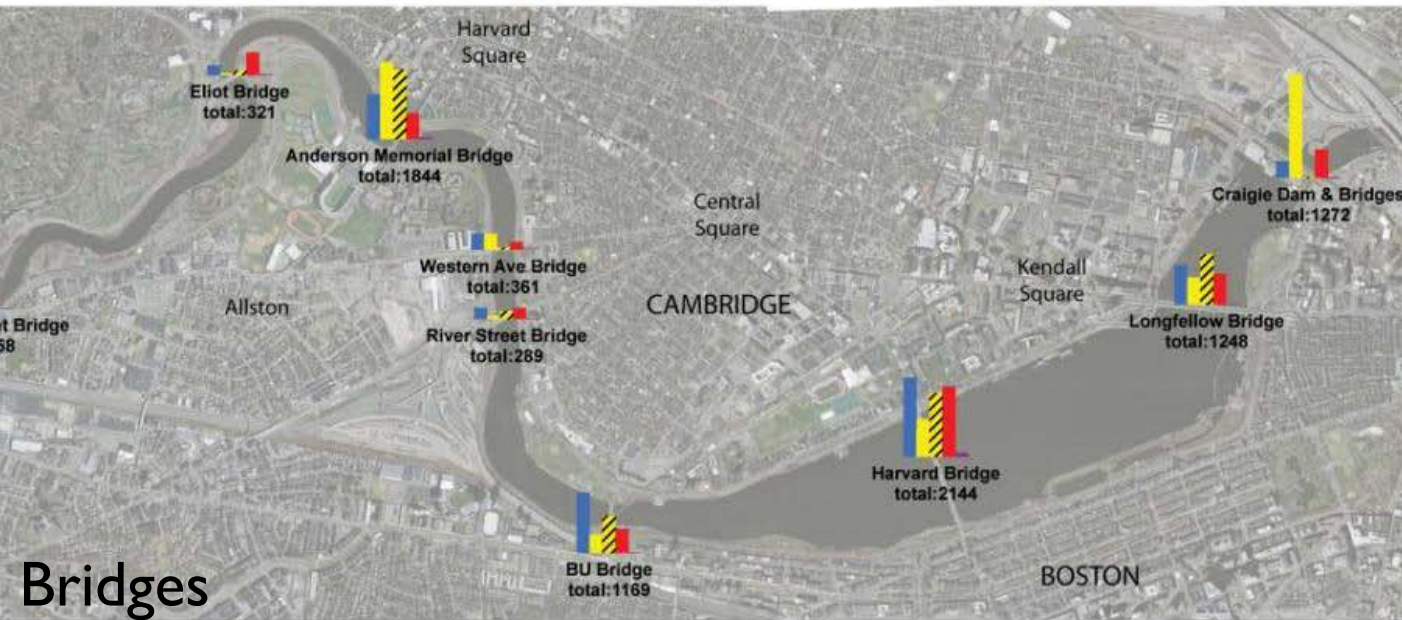 Harvard
Square
Eliot Bridge
total:321
Anderson Memorial Bridge
total:1844
Craigie Dam & Bridges
total:1272
Central
Square
Western Ave Bridge
total:361
Kendall
Square
Allston
CAMBRIDGE
t Bridge
58
River Street Bridge
total:289
Longfellow Bridge
total:1248
Harvard Bridge
total:2144
BU Bridge
total:1169
BOSTON
Bridges